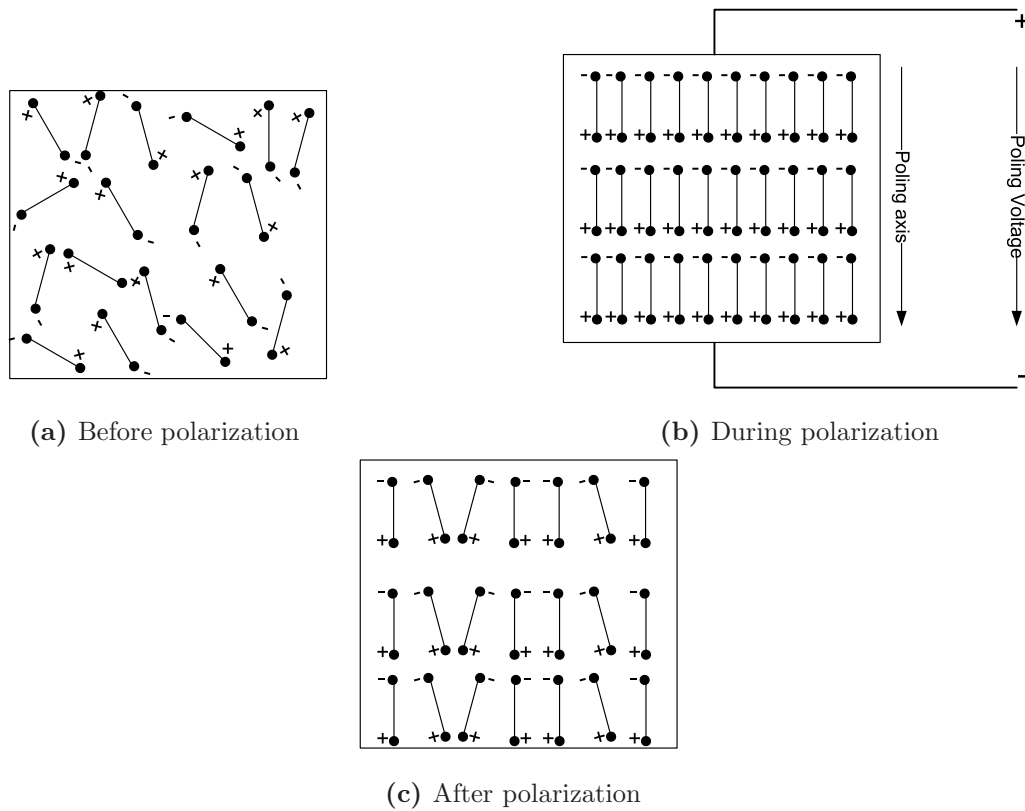 +
Poling axis
Poling Voltage
-
(a) Before polarization
(b) During polarization
(c) After polarization